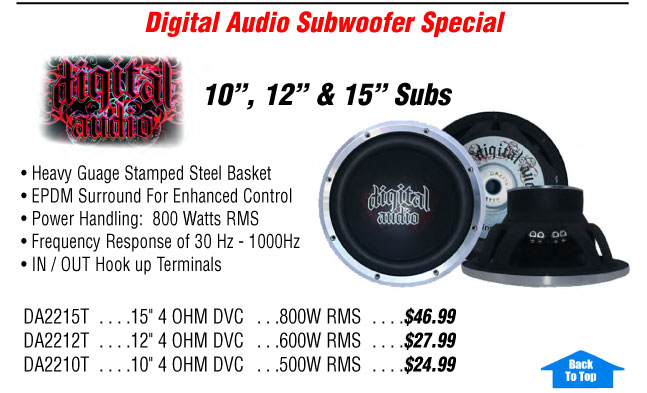 Digital Audio Subwoofer Special
digital
audio
10”, 12” & 15” Subs
digital
audio
• Heavy Guage Stamped Steel Basket
• EPDM Surround For Enhanced Control
• Power Handling:  800 Watts RMS
• Frequency Response of 30 Hz - 1000Hz
• IN / OUT Hook up Terminals
DA2215T . . . .15" 4 OHM DVC . . .800W RMS . . . .$46.99
DA2212T . . . .12" 4 OHM DVC . . .600W RMS . . . .$27.99
DA2210T . . . .10" 4 OHM DVC . . .500W RMS . . . .$24.99
Back
To Top